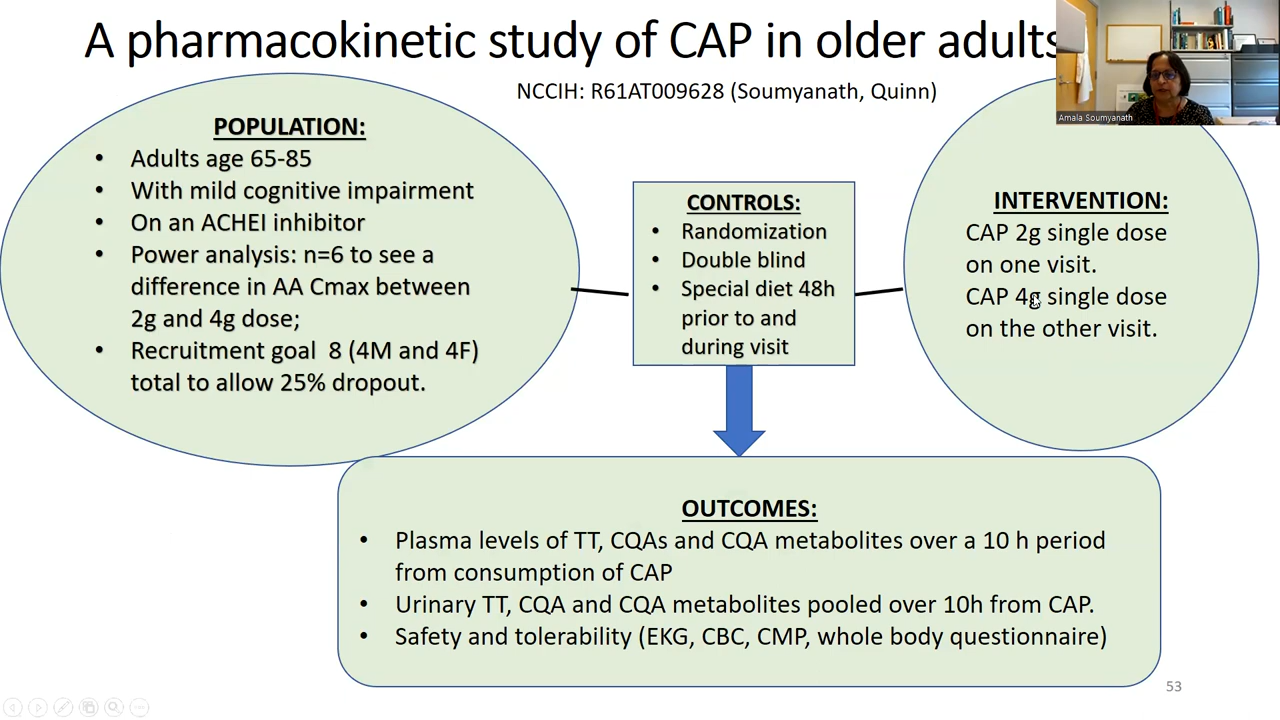 A pharmacokinetic study of CAP in older adults
NCCIH: R61AT009628 (Soumyanath, Quinn)
Amala Soumyanath
POPULATION:
• Adults age 65-85
• With mild cognitive impairment
• On an ACHEI inhibitor
• Power analysis: n=6 to see a
difference in AA Cmax between
2g and 4g dose;
• Recruitment goal 8 (4M and 4F)
total to allow 25% dropout.
CONTROLS:
• Randomization
• Double blind
• Special diet 48h
prior to and
during visit
INTERVENTION:
CAP 2g single dose
on one visit.
CAP 4g single dose
on the other visit.
OUTCOMES:
• Plasma levels of TT, CQAs and CQA metabolites over a 10 h period
from consumption of CAP
• Urinary TT, CQA and CQA metabolites pooled over 10h from CAP.
• Safety and tolerability (EKG, CBC, CMP, whole body questionnaire)
53